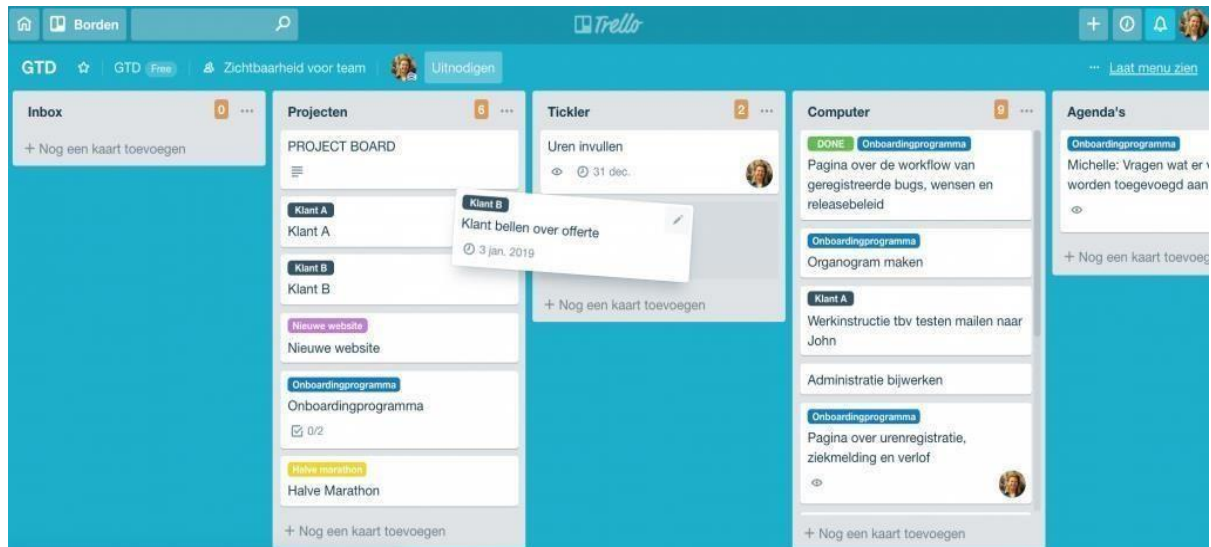 Borden
Trello
GTD
GTD Free
Zichtbaarheid voor team
Uitnodigen
... Laat menu zien
Inbox
0
+ Nog een kaart toevoegen
Projecten
6
PROJECT BOARD
Klant A
Klant A
Klant B
Klant B
Nieuwe website
Nieuwe website
Onboardingprogramma
Onboardingprogramma
0/2
Halve marathon
Halve Marathon
+ Nog een kaart toevoegen
Klant B
Klant bellen over offerte
3 jan. 2019
Tickler
2
Uren invullen
31 dec.
+ Nog een kaart toevoegen
Computer
9
DONE Onboardingprogramma
Pagina over de workflow van
geregistreerde bugs, wensen en
releasebeleid
Onboardingprogramma
Organogram maken
Klant A
Werkinstructie tbv testen mailen naar
John
Administratie bijwerken
Onboardingprogramma
Pagina over urenregistratie,
ziekmelding en verlof
+ Nog een kaart toevoegen
Agenda's
Onboardingprogramma
Michelle: Vragen wat er
worden toegevoegd aan
+ Nog een kaart toevoeg